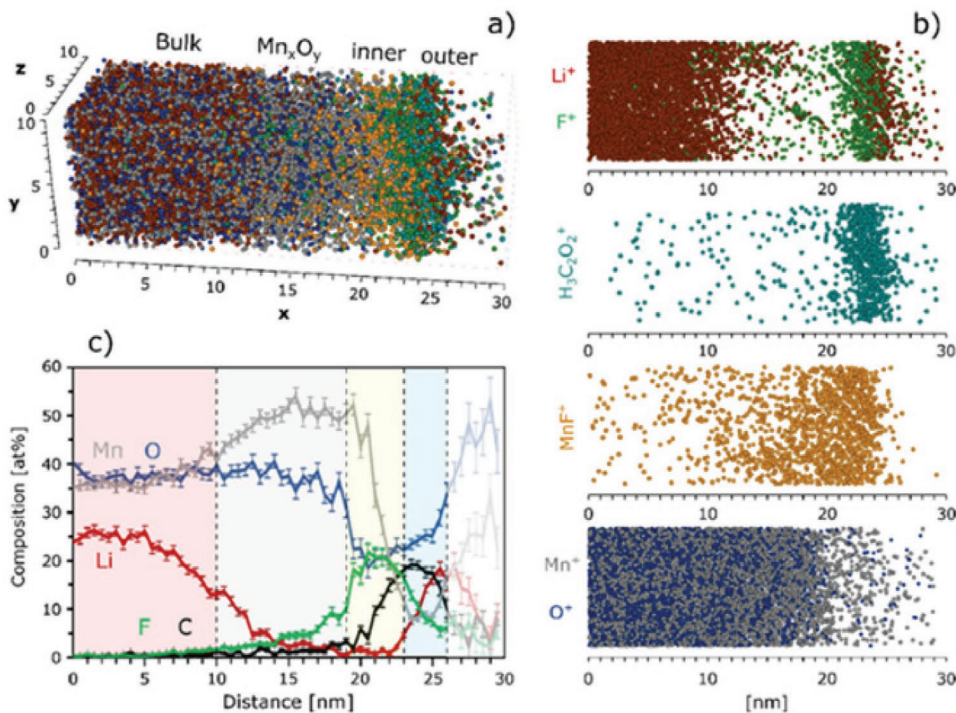 a)
Bulk MnxOy inner outer
z
10
5
0
10
y
5
0
0 5 10 15 20 25 30
x
b)
Li⁺
F⁺
0 10 20 30
H₃C₂O₂⁺
0 10 20 30
MnF⁺
0 10 20 30
Mn⁺
O⁺
0 10 20 30
[nm]
c)
60
50
40
30
20
10
0
Composition [at%]
Mn O
Li
F C
0 5 10 15 20 25 30
Distance [nm]